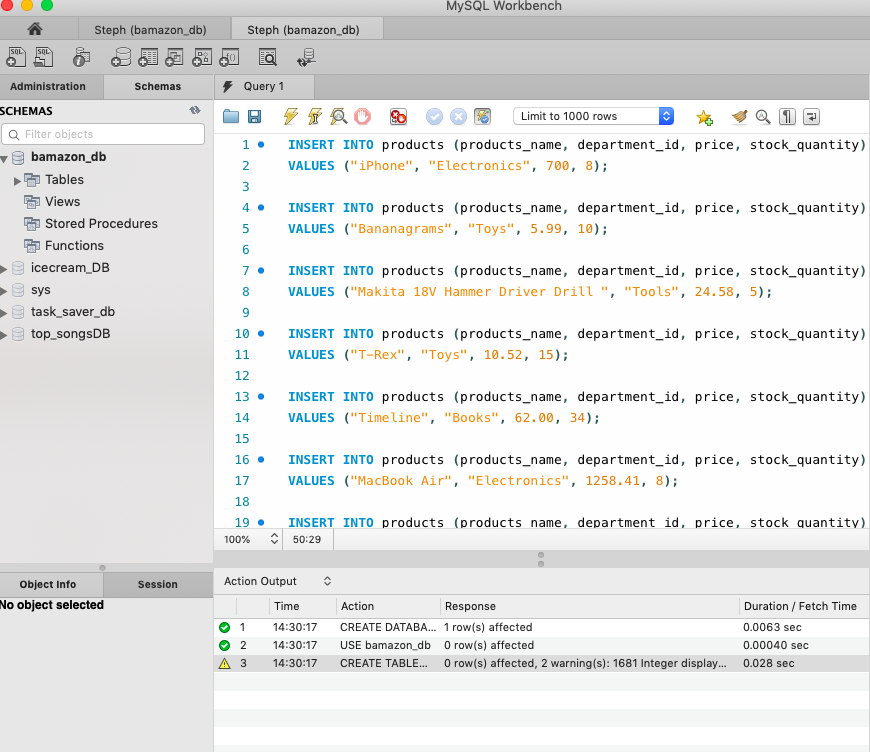 MySQL Workbench
Steph (bamazon_db)
Steph (bamazon_db)
Administration
Schemas
Query 1
SCHEMAS
Filter objects
bamazon_db
Tables
Views
Stored Procedures
Functions
icecream_DB
sys
task_saver_db
top_songsDB
Limit to 1000 rows
1 INSERT INTO products (products_name, department_id, price, stock_quantity)
2 VALUES ("iPhone", "Electronics", 700, 8);
3
4 INSERT INTO products (products_name, department_id, price, stock_quantity)
5 VALUES ("Bananagrams", "Toys", 5.99, 10);
6
7 INSERT INTO products (products_name, department_id, price, stock_quantity)
8 VALUES ("Makita 18V Hammer Driver Drill ", "Tools", 24.58, 5);
9
10 INSERT INTO products (products_name, department_id, price, stock_quantity)
11 VALUES ("T-Rex", "Toys", 10.52, 15);
12
13 INSERT INTO products (products_name, department_id, price, stock_quantity)
14 VALUES ("Timeline", "Books", 62.00, 34);
15
16 INSERT INTO products (products_name, department_id, price, stock_quantity)
17 VALUES ("MacBook Air", "Electronics", 1258.41, 8);
18
19 INSERT INTO products (products_name, department_id, price, stock_quantity)
100% 50:29
Object Info
Session
No object selected
Action Output
Time Action Response Duration / Fetch Time
1 14:30:17 CREATE DATABA... 1 row(s) affected 0.0063 sec
2 14:30:17 USE bamazon_db 0 row(s) affected 0.00040 sec
3 14:30:17 CREATE TABLE... 0 row(s) affected, 2 warning(s): 1681 Integer display... 0.028 sec